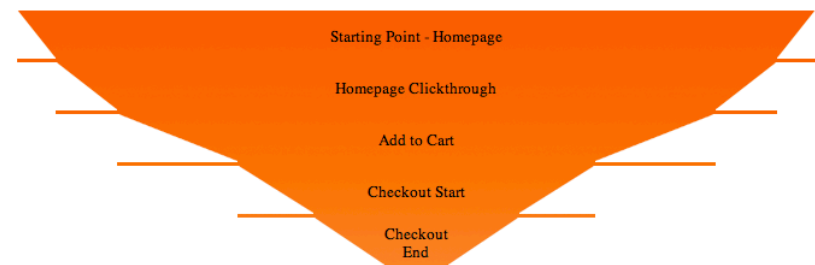 Starting Point - Homepage
Homepage Clickthrough
Add to Cart
Checkout Start
Checkout
End